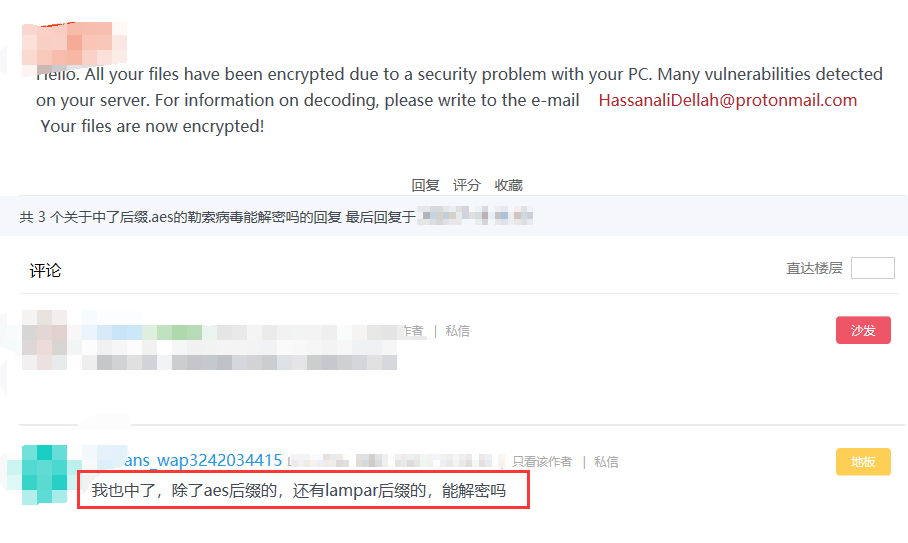 Hello. All your files have been encrypted due to a security problem with your PC. Many vulnerabilities detected
on your server. For information on decoding, please write to the e-mail HassanaliDellah@protonmail.com
Your files are now encrypted!
回复 评分 收藏
共 3 个关于中了后缀.aes的勒索病毒能解密吗的回复 最后回复于
评论 直达楼层
作者 | 私信 沙发
ans_wap3242034415 只看该作者 | 私信 地板
我也中了，除了aes后缀的，还有lampar后缀的，能解密吗